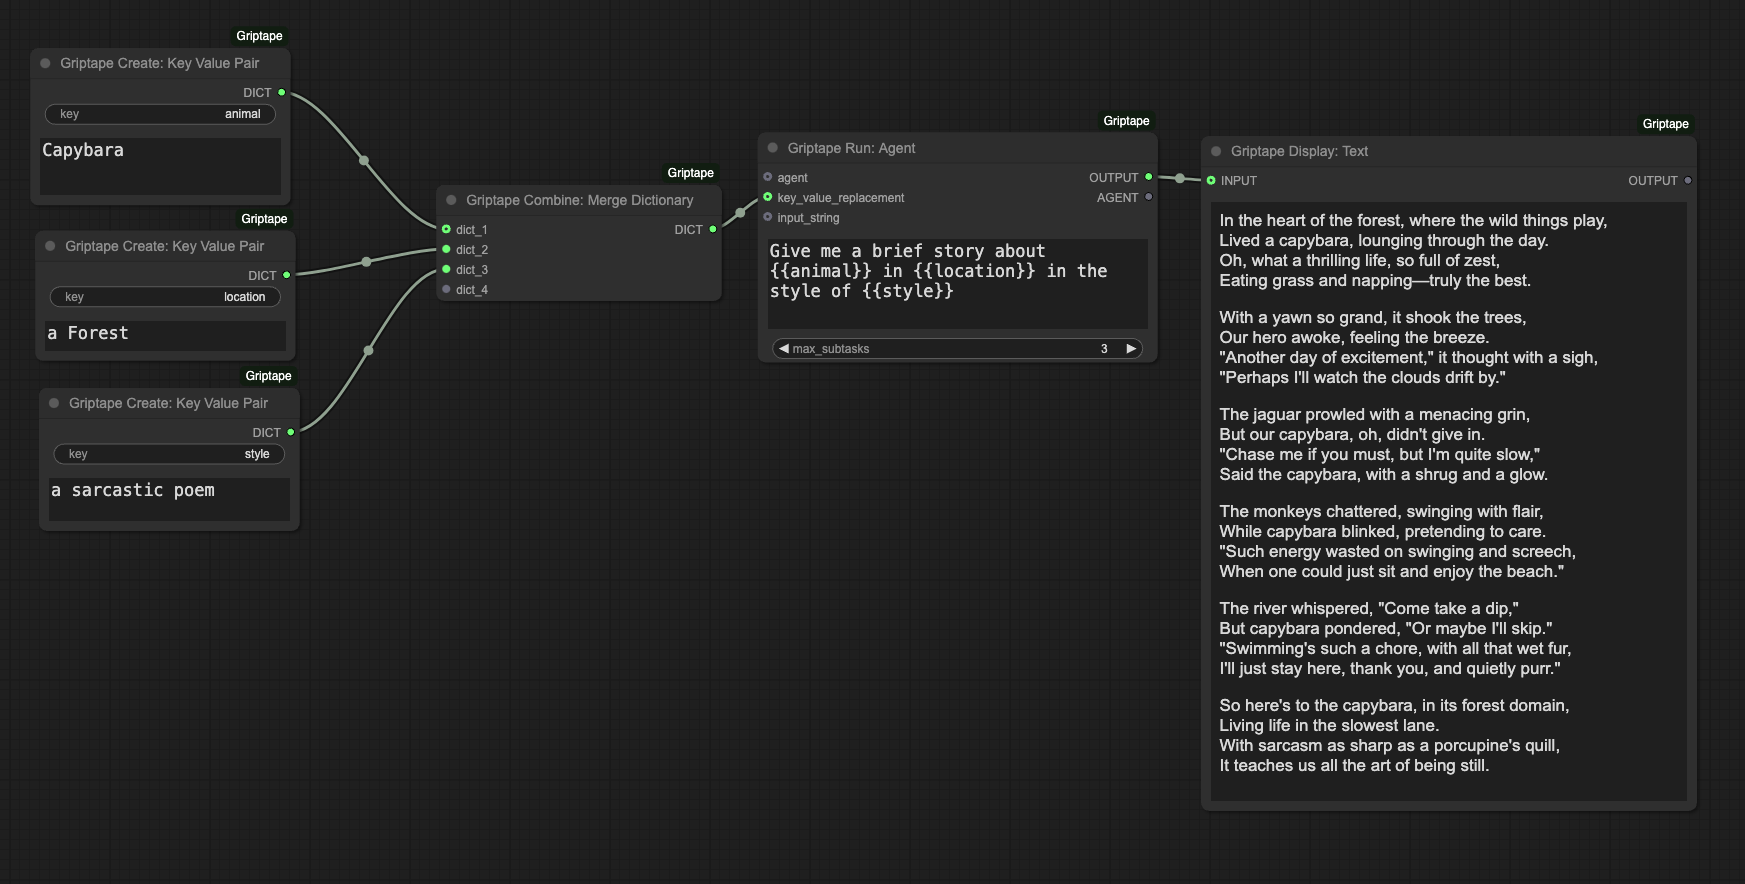 Griptape
Griptape Create: Key Value Pair
DICT
key animal
Capybara
Griptape
Griptape Create: Key Value Pair
DICT
key location
a Forest
Griptape
Griptape Create: Key Value Pair
DICT
key style
a sarcastic poem
Griptape
Griptape Combine: Merge Dictionary
dict_1 DICT
dict_2
dict_3
dict_4
Griptape
Griptape Run: Agent
agent OUTPUT
key_value_replacement AGENT
input_string
Give me a brief story about
{{animal}} in {{location}} in the
style of {{style}}
max_subtasks 3
Griptape
Griptape Display: Text
INPUT OUTPUT
In the heart of the forest, where the wild things play,
Lived a capybara, lounging through the day.
Oh, what a thrilling life, so full of zest,
Eating grass and napping—truly the best.
With a yawn so grand, it shook the trees,
Our hero awoke, feeling the breeze.
"Another day of excitement," it thought with a sigh,
"Perhaps I'll watch the clouds drift by."
The jaguar prowled with a menacing grin,
But our capybara, oh, didn't give in.
"Chase me if you must, but I'm quite slow,"
Said the capybara, with a shrug and a glow.
The monkeys chattered, swinging with flair,
While capybara blinked, pretending to care.
"Such energy wasted on swinging and screech,
When one could just sit and enjoy the beach."
The river whispered, "Come take a dip,"
But capybara pondered, "Or maybe I'll skip."
"Swimming's such a chore, with all that wet fur,
I'll just stay here, thank you, and quietly purr."
So here's to the capybara, in its forest domain,
Living life in the slowest lane.
With sarcasm as sharp as a porcupine's quill,
It teaches us all the art of being still.